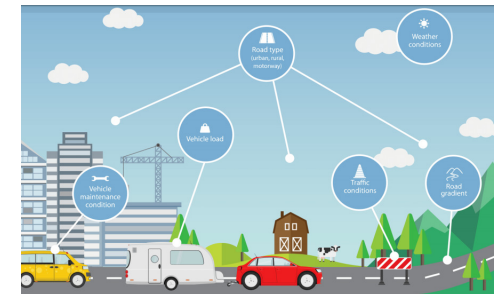 Road type
(urban, rural,
motorway)
Weather
conditions
Vehicle load
Vehicle
maintenance
condition
Traffic
conditions
Road
gradient